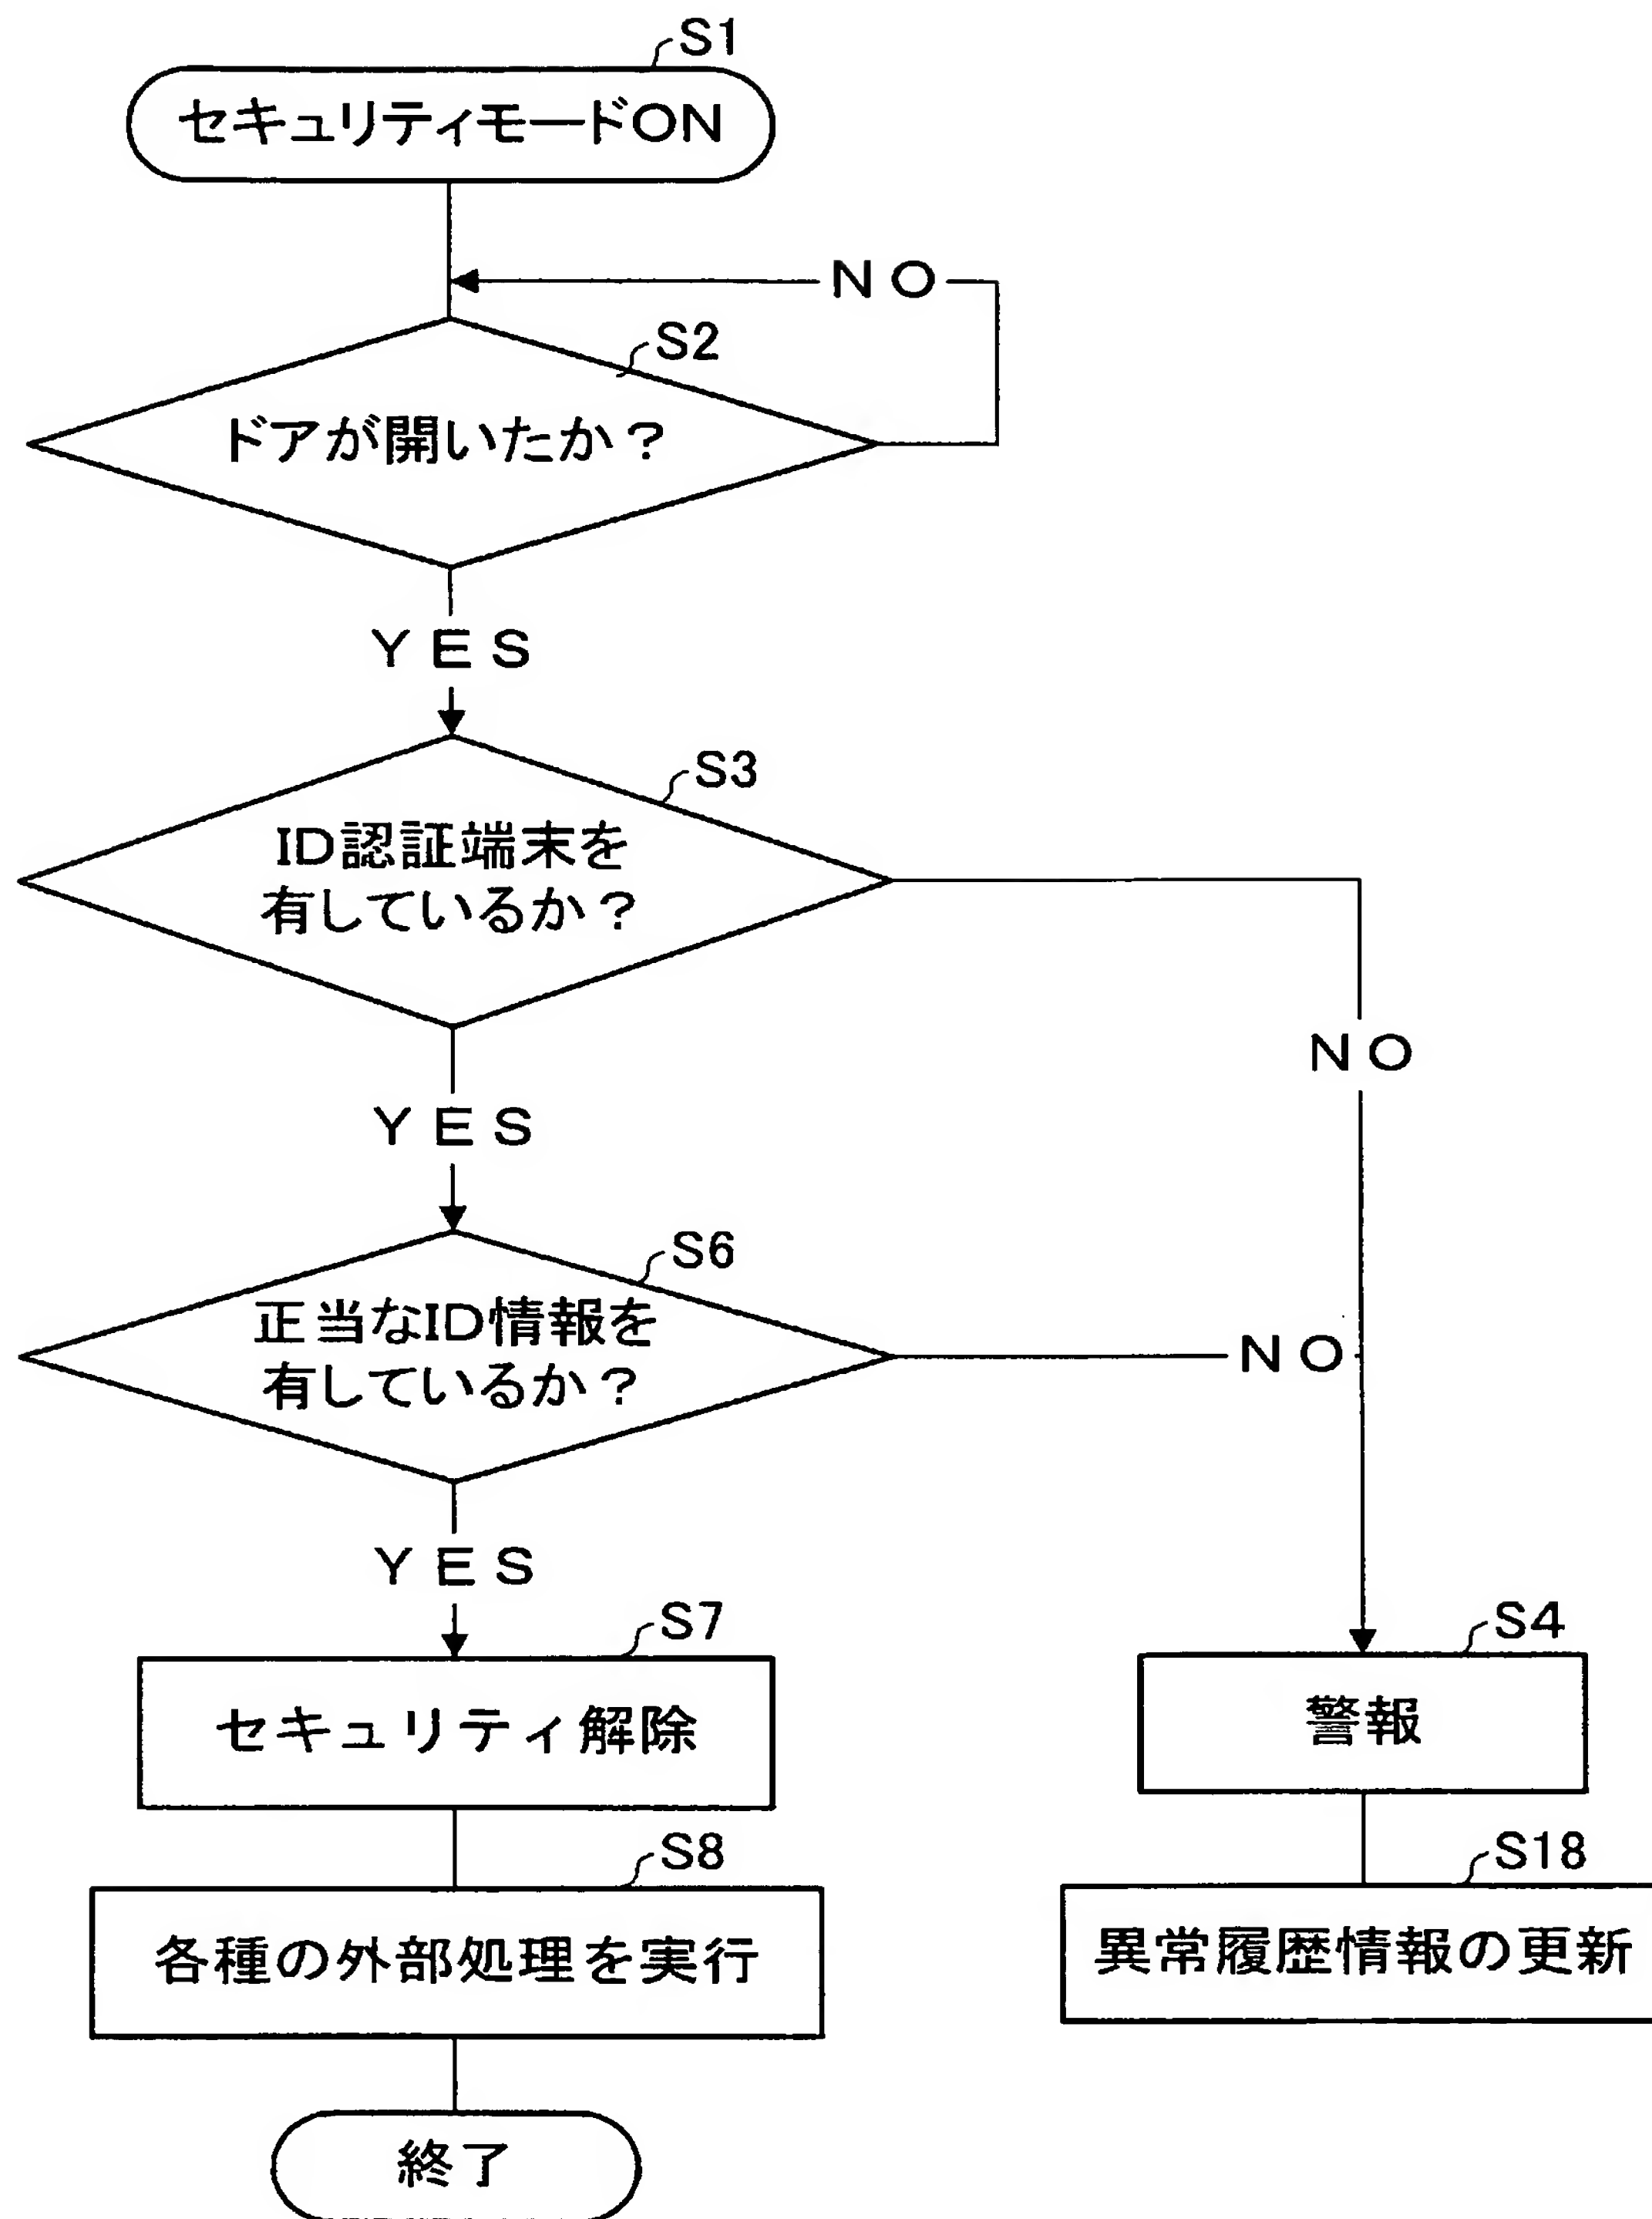 S1
セキュリティモードON
NO
S2
ドアが開いたか？
YES
S3
ID認証端末を
有しているか？
NO
YES
S6
正当なID情報を
有しているか？
NO
YES
S7
セキュリティ解除
S4
警報
S8
各種の外部処理を実行
S18
異常履歴情報の更新
終了